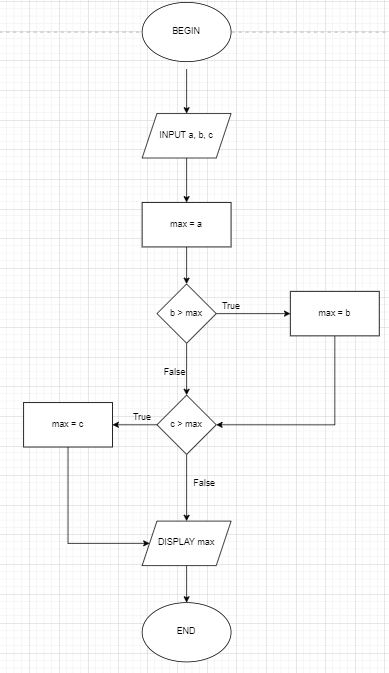 BEGIN
INPUT a, b, c
max = a
b > max
True
max = b
False
max = c
True
c > max
False
DISPLAY max
END